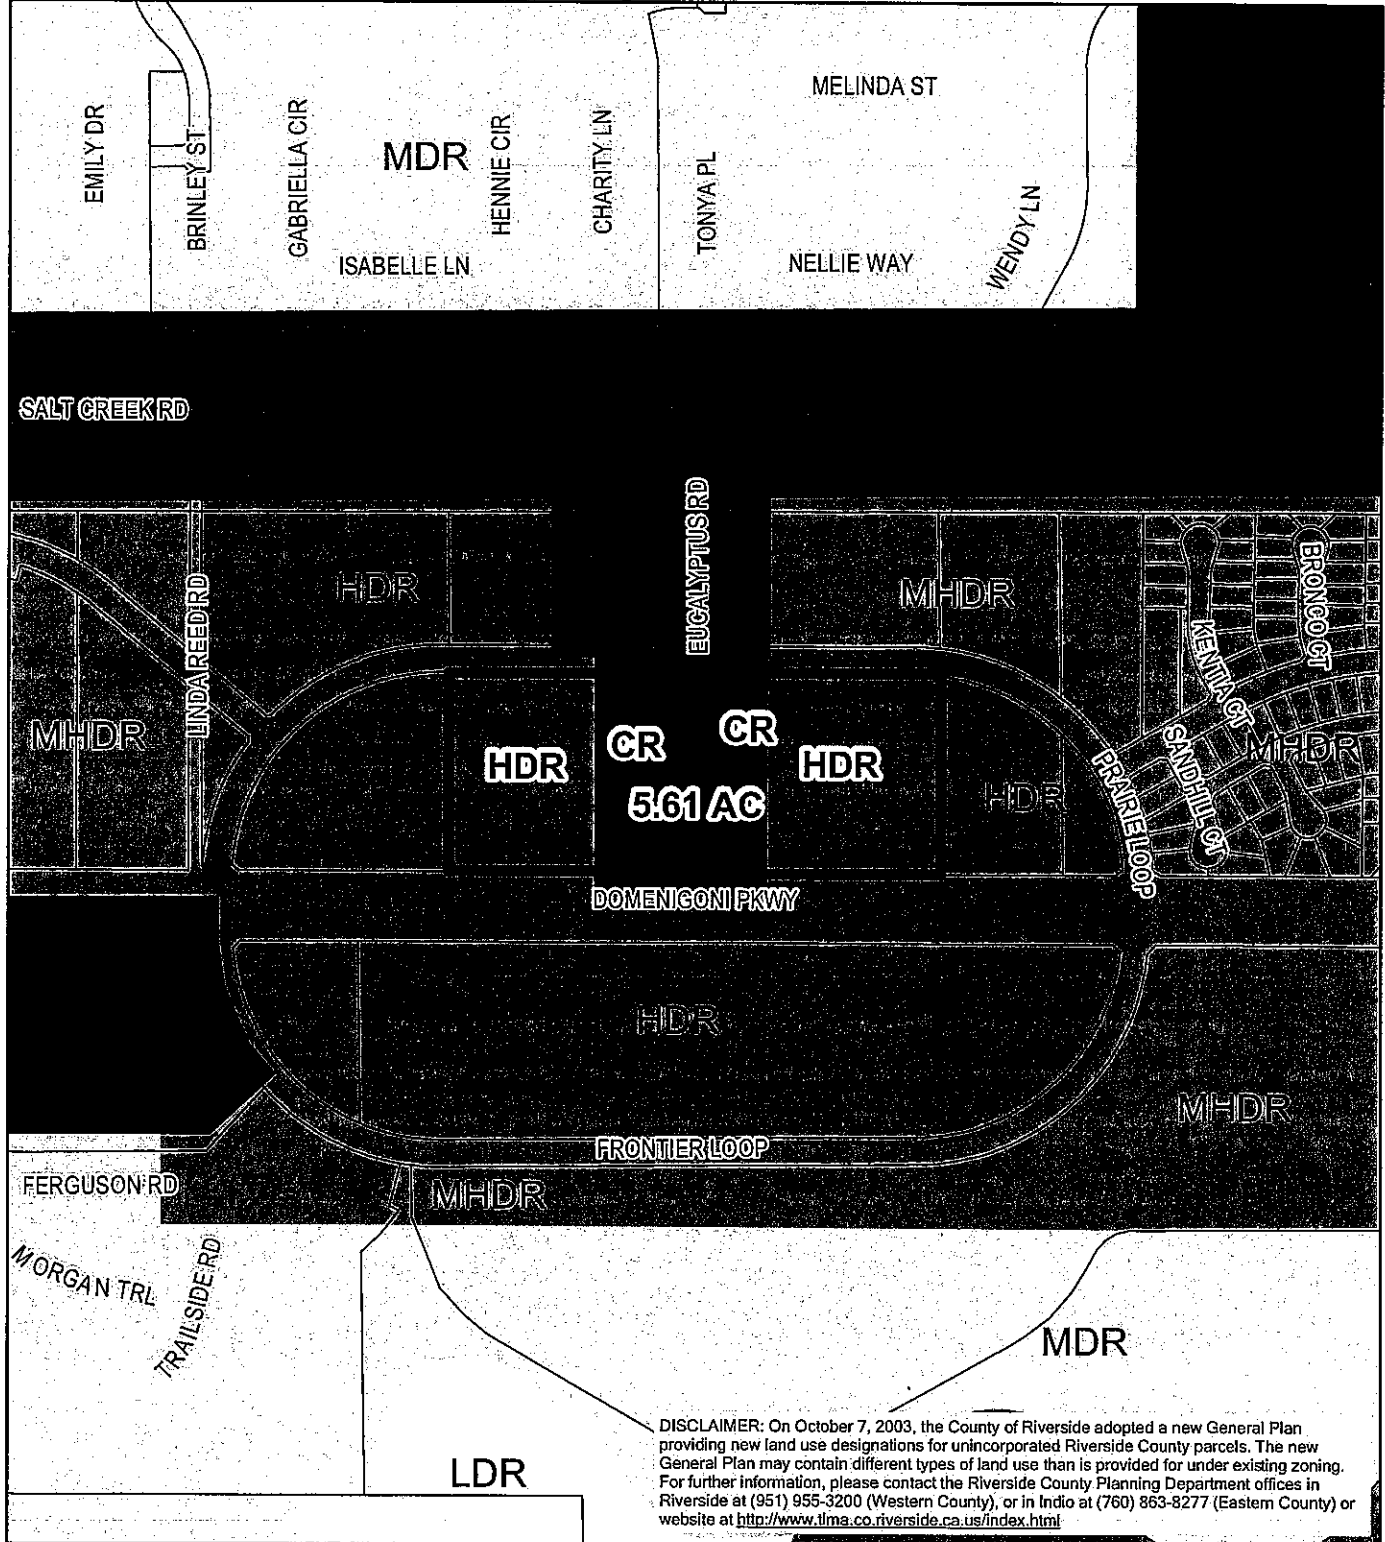 MELINDA ST
EMILY DR
BRINLEY ST
GABRIELLA CIR
MDR
HENNIE CIR
CHARITY LN
TONYA PL
WENDY LN
ISABELLE LN
NELLIE WAY
SALT CREEK RD
EUCALYPTUS RD
LINDA REED RD
HDR
MHDR
BRONCO CT
KENTIA CT
MHDR
HDR
CR
CR
HDR
HDR
5.61 AC
MHDR
SANDHILL CT
PRAIRIE LOOP
DOMENIGONI PKWY
HDR
MHDR
FRONTIER LOOP
FERGUSON RD
MHDR
MORGAN TRL
TRAILSIDE RD
MDR
LDR
DISCLAIMER: On October 7, 2003, the County of Riverside adopted a new General Plan
providing new land use designations for unincorporated Riverside County parcels. The new
General Plan may contain different types of land use than is provided for under existing zoning.
For further information, please contact the Riverside County Planning Department offices in
Riverside at (951) 955-3200 (Western County), or in Indio at (760) 863-8277 (Eastern County) or
website at http://www.tlma.co.riverside.ca.us/index.html